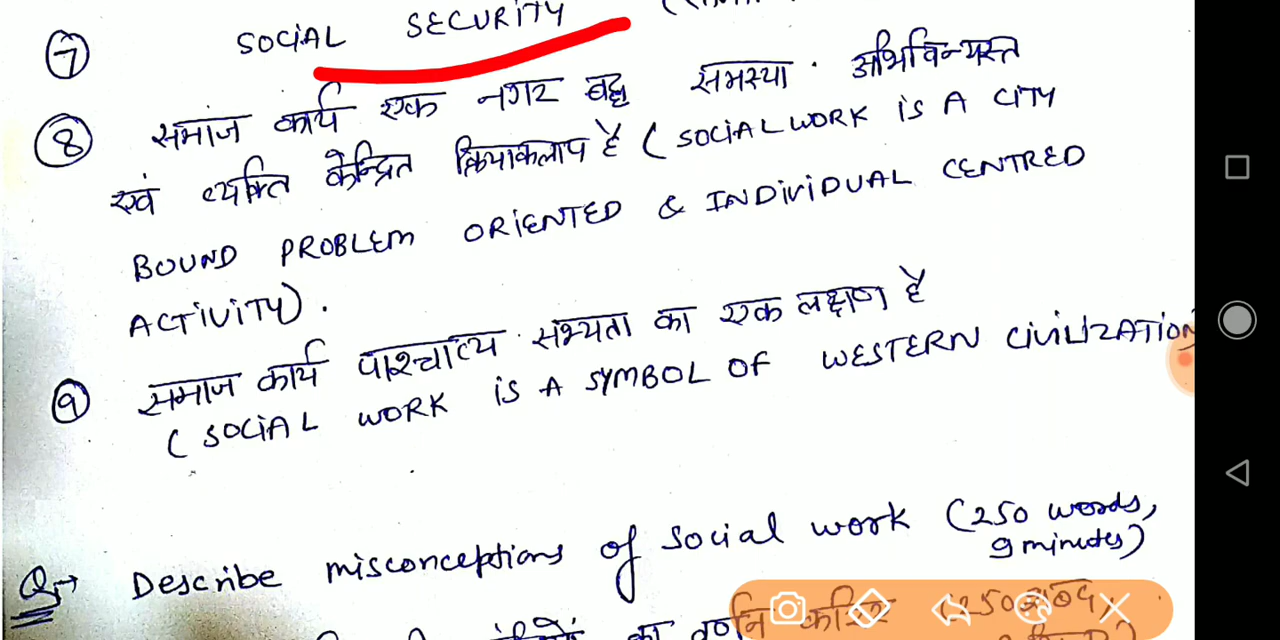 ⑦ SOCIAL SECURITY
⑧ समाज कार्य एक नगर बद्ध समस्या. अभिविन्यस्त
एवं व्यक्ति केन्द्रित क्रियाकलाप है (SOCIAL WORK IS A CITY
BOUND PROBLEM ORIENTED & INDIVIDUAL CENTRED
ACTIVITY).
⑨ समाज कार्य पाश्चात्य सभ्यता का एक लक्षण है
(SOCIAL WORK IS A SYMBOL OF WESTERN CIVILIZATION
Q→ Describe misconceptions of social work (250 words,
9 minutes)
का वर्णन